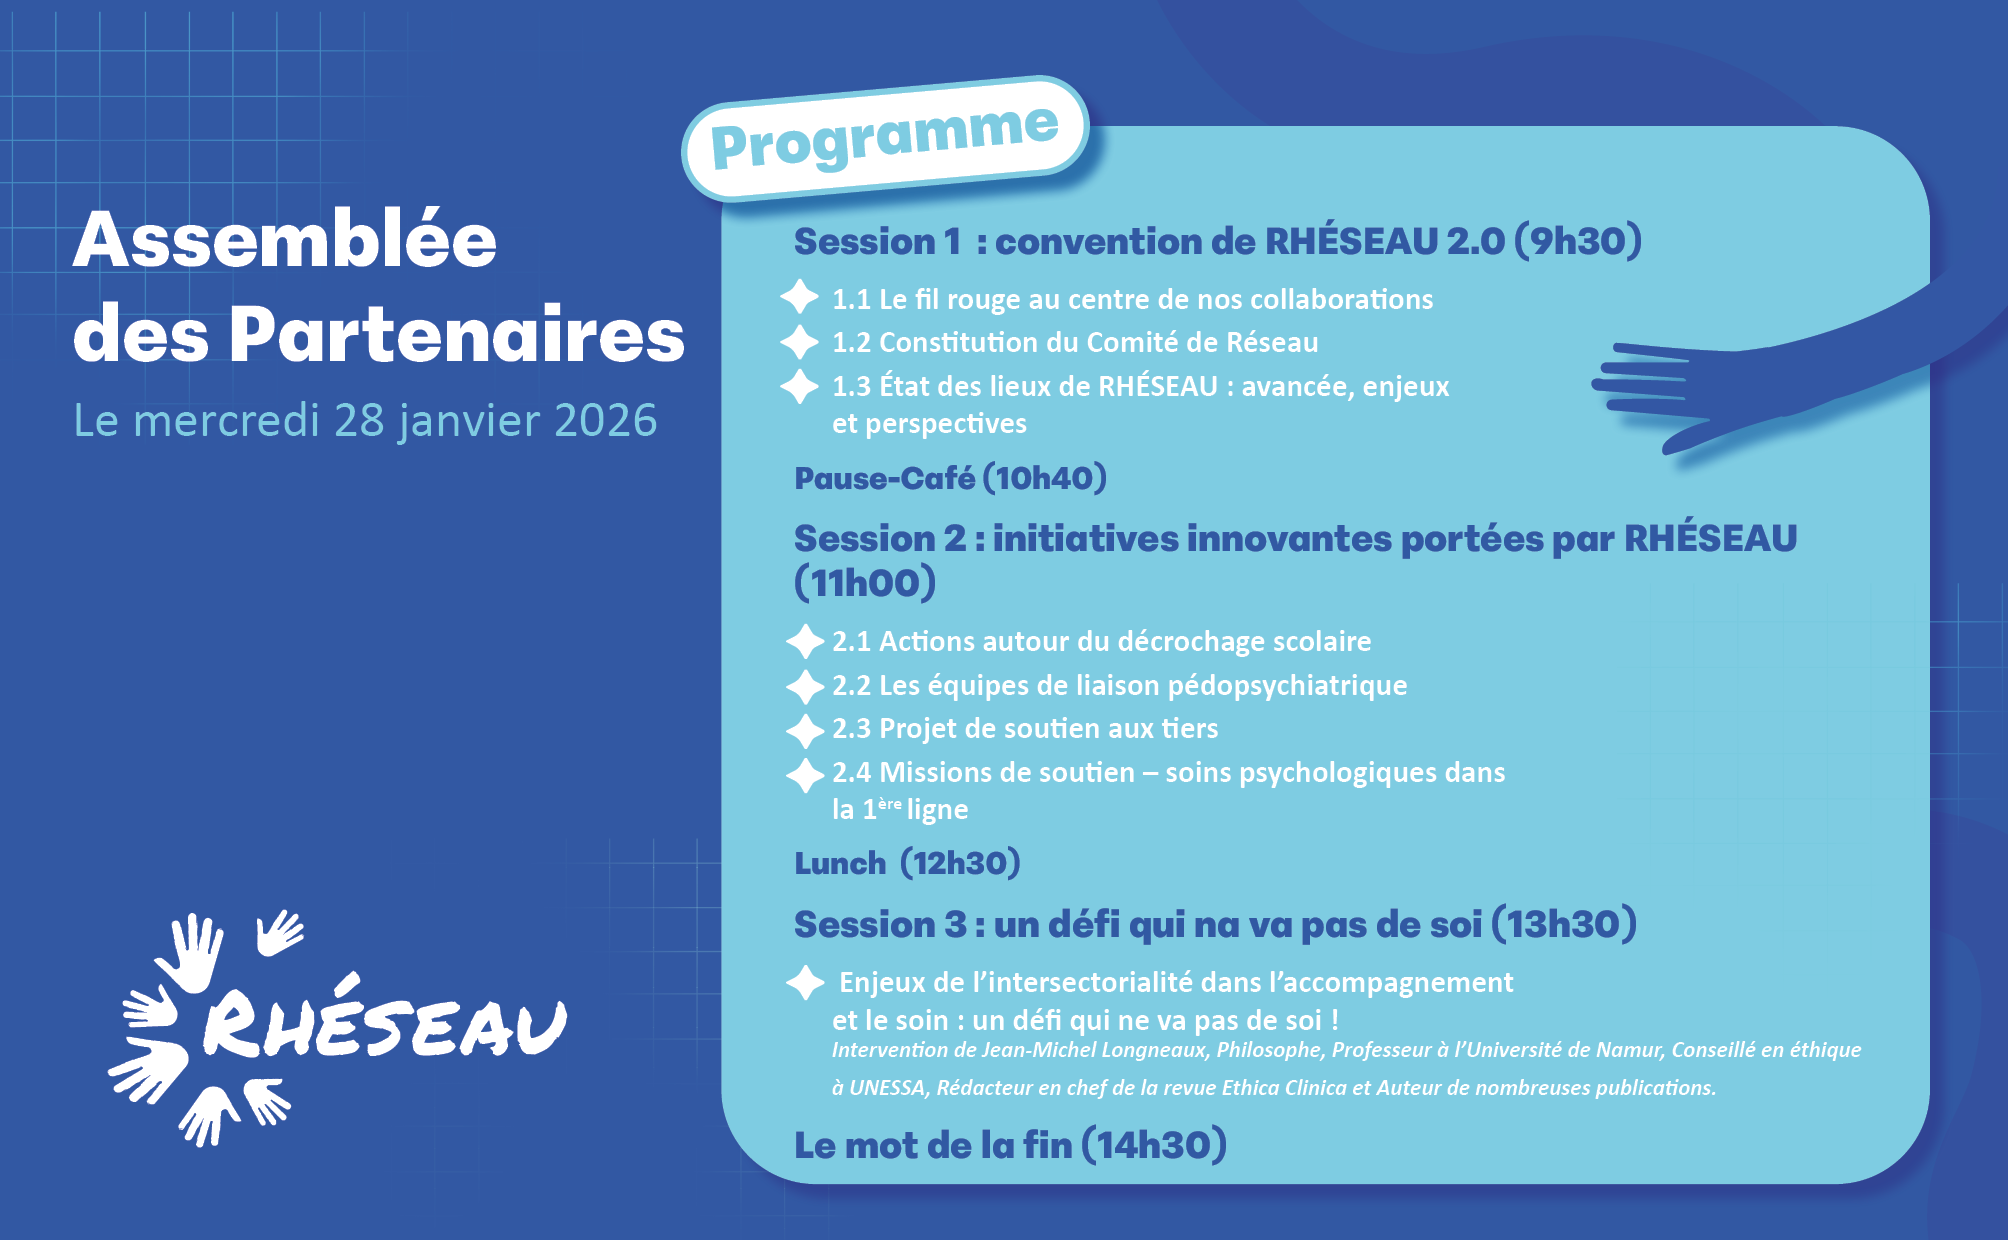 Assemblée
des Partenaires
Le mercredi 28 janvier 2026
Programme
Session 1 : convention de RHÉSEAU 2.0 (9h30)
1.1 Le fil rouge au centre de nos collaborations
1.2 Constitution du Comité de Réseau
1.3 État des lieux de RHÉSEAU : avancée, enjeux
et perspectives
Pause-Café (10h40)
Session 2 : initiatives innovantes portées par RHÉSEAU
(11h00)
2.1 Actions autour du décrochage scolaire
2.2 Les équipes de liaison pédopsychiatrique
2.3 Projet de soutien aux tiers
2.4 Missions de soutien – soins psychologiques dans
la 1ère ligne
Lunch (12h30)
Session 3 : un défi qui na va pas de soi (13h30)
Enjeux de l’intersectorialité dans l’accompagnement
et le soin : un défi qui ne va pas de soi !
Intervention de Jean-Michel Longneaux, Philosophe, Professeur à l’Université de Namur, Conseillé en éthique
à UNESSA, Rédacteur en chef de la revue Ethica Clinica et Auteur de nombreuses publications.
Le mot de la fin (14h30)
RHÉSEAU